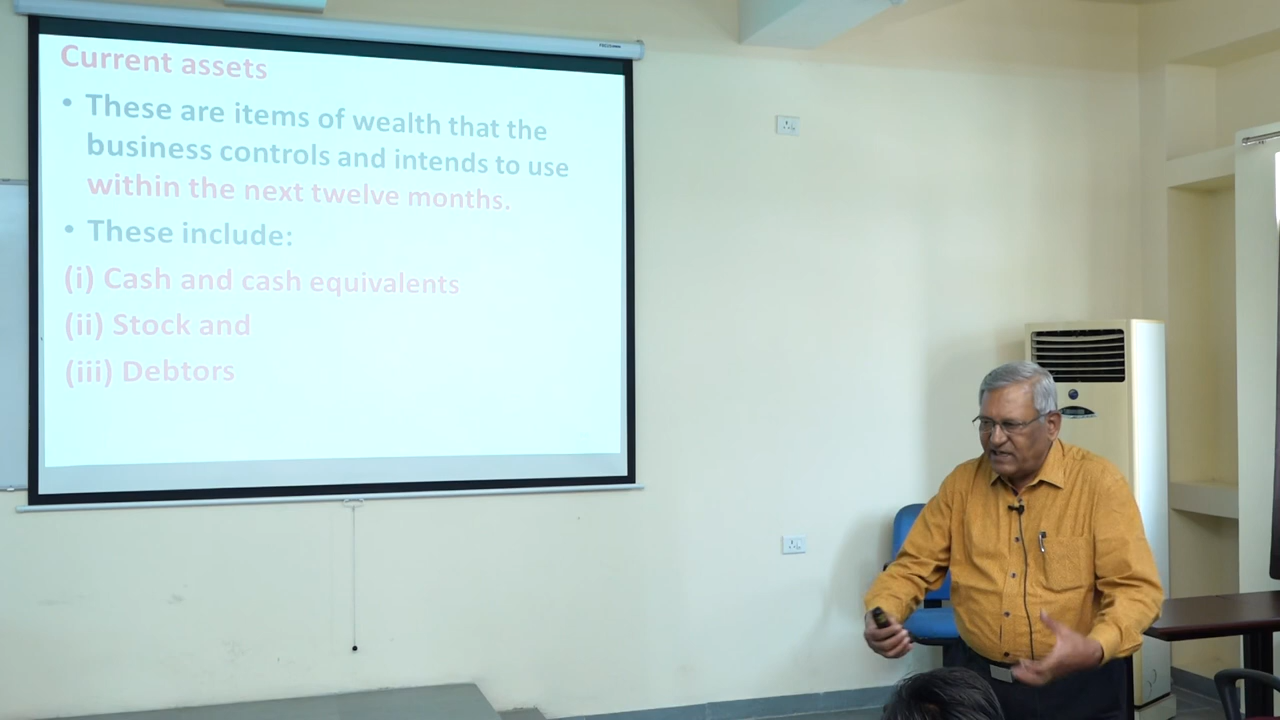 Current assets
• These are items of wealth that the
business controls and intends to use
within the next twelve months.
• These include:
(i) Cash and cash equivalents
(ii) Stock and
(iii) Debtors